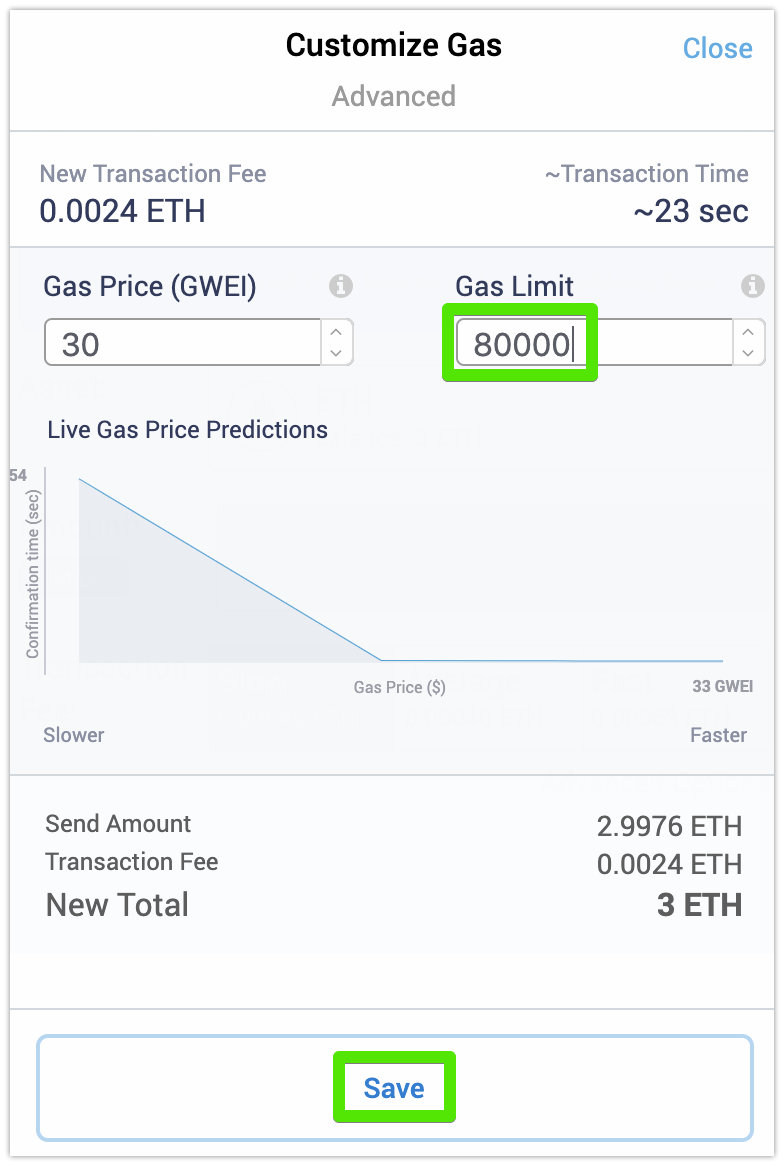 Customize Gas
Close
Advanced
New Transaction Fee
~Transaction Time
0.0024 ETH
~23 sec
Gas Price (GWEI)
Gas Limit
30
80000
Live Gas Price Predictions
54
Confirmation time (sec)
Gas Price ($)
33 GWEI
Slower
Faster
Send Amount
2.9976 ETH
Transaction Fee
0.0024 ETH
New Total
3 ETH
Save